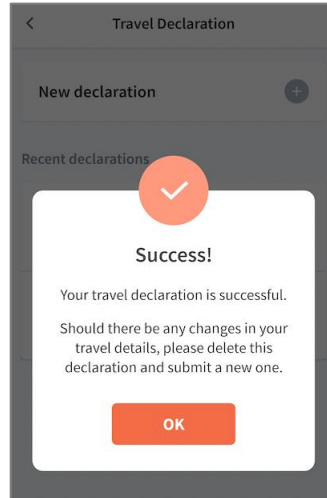 Travel Declaration
New declaration
Recent declarations
Success!
Your travel declaration is successful.
Should there be any changes in your
travel details, please delete this
declaration and submit a new one.
OK